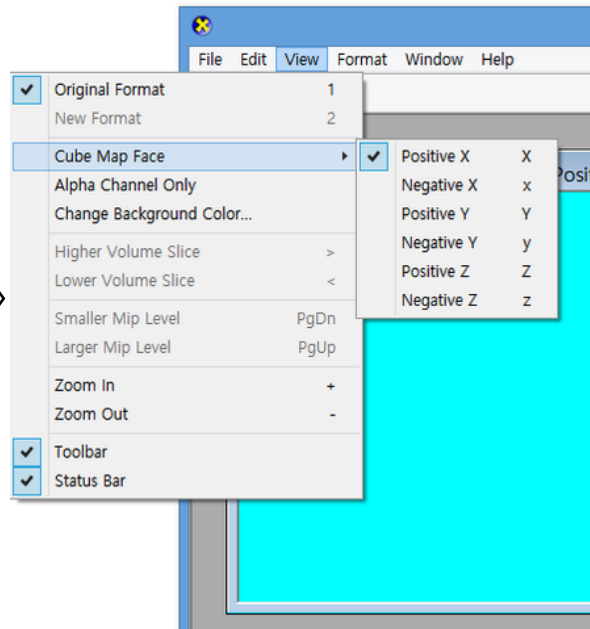 File Edit View Format Window Help
Original Format 1
New Format 2
Cube Map Face
Alpha Channel Only
Change Background Color...
Higher Volume Slice >
Lower Volume Slice <
Smaller Mip Level PgDn
Larger Mip Level PgUp
Zoom In +
Zoom Out -
Toolbar
Status Bar
Positive X X
Negative X x
Positive Y Y
Negative Y y
Positive Z Z
Negative Z z